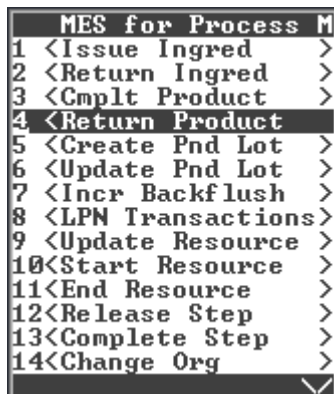 MES for Process M
1 <Issue Ingred >
2 <Return Ingred >
3 <Cmplt Product >
4 <Return Product
5 <Create Pnd Lot >
6 <Update Pnd Lot >
7 <Incr Backflush >
8 <LPN Transactions>
9 <Update Resource >
10<Start Resource >
11<End Resource >
12<Release Step >
13<Complete Step >
14<Change Org >